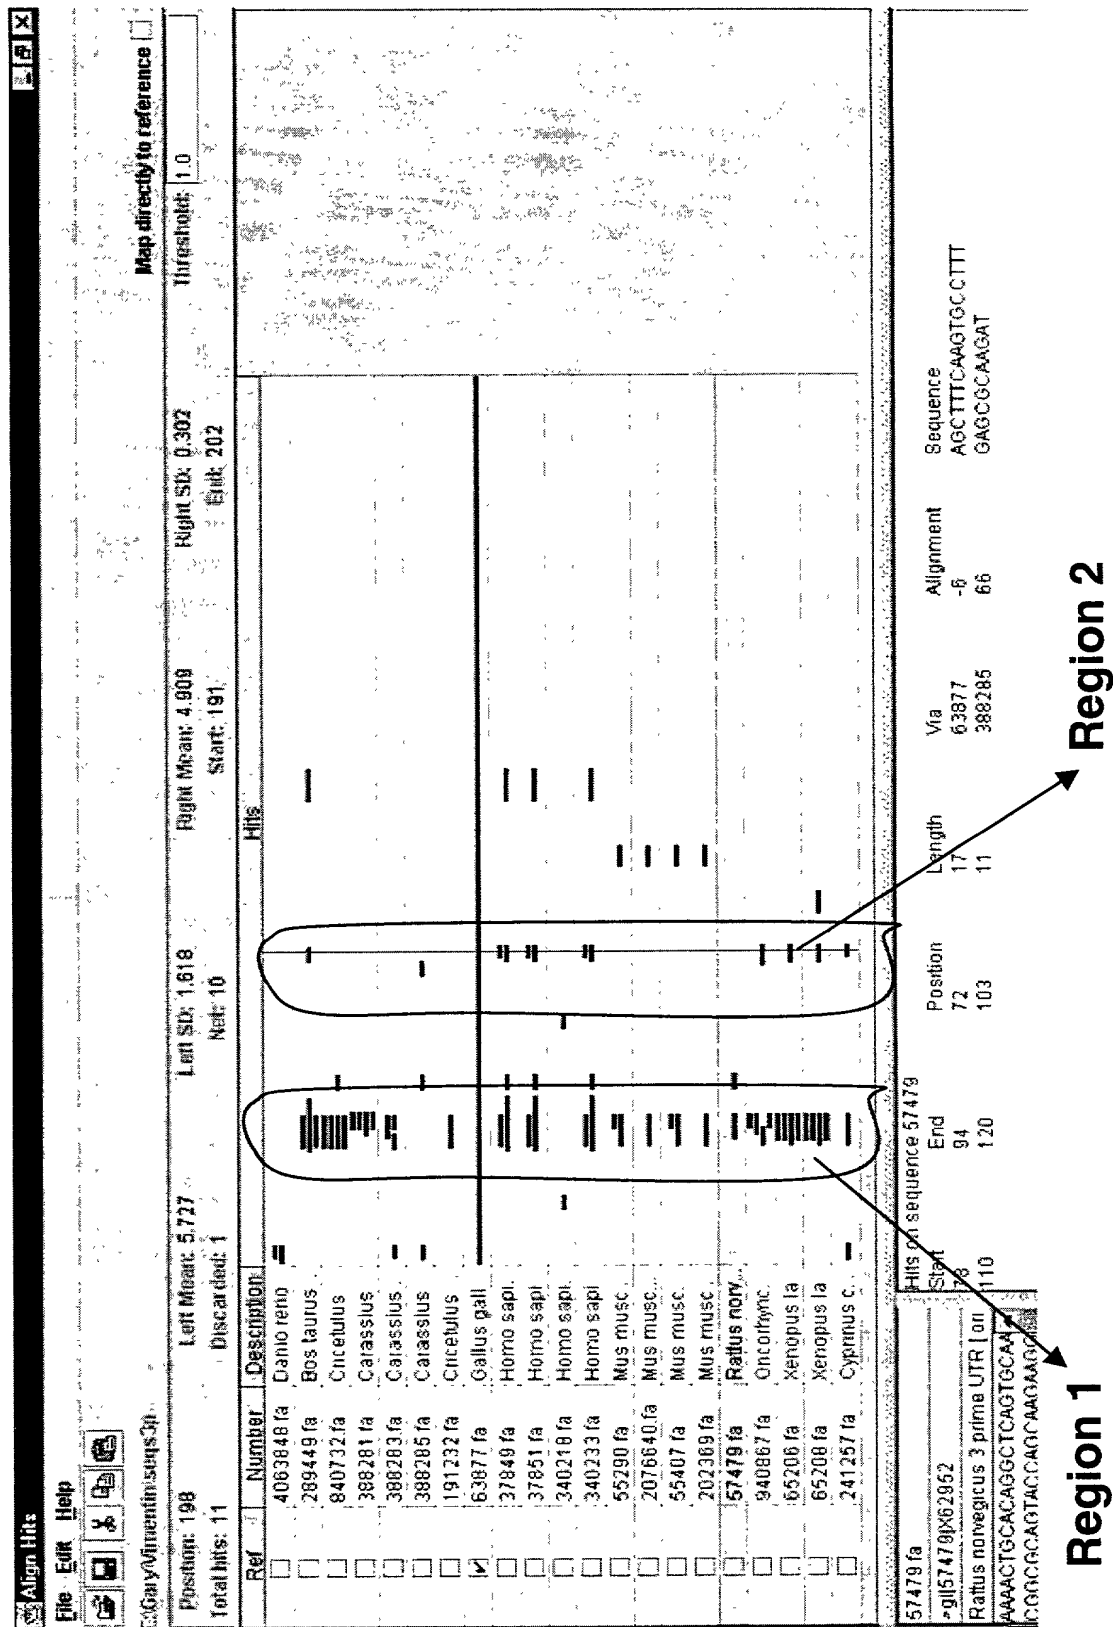 Align Hits
File Edit Help
Map directly to reference
Position: 198 Left Mean: 5.727 Left SD: 1.618 Right Mean: 4.909 Right SD: 0.302 Threshold: 1.0
Total hits: 11 Discarded: 1 Net: 10 Start: 191 End: 202
Ref Number Description Hits
4063848.fa Danio rerio
289449.fa Bos taurus
840732.fa Cricetulus
388281.fa Carassius
388283.fa Carassius
388285.fa Carassius
191232.fa Cricetulus
63877.fa Gallus gall
37849.fa Homo sapi
37851.fa Homo sapi
340218.fa Homo sapi
340233.fa Homo sapi
55290.fa Mus musc
2076640.fa Mus musc...
55407.fa Mus musc
202369.fa Mus musc
57479.fa Rattus norv...
940867.fa Oncorhync
65206.fa Xenopus la
65208.fa Xenopus la
241257.fa Cyprinus c...
57479.fa
>gi|57479|X62952
Rattus norvegicus 3 prime UTR [on
AAAACTGCACAGGCTCAGTGCAA
Hits on sequence 57479
Start End Position Length Via Alignment Sequence
78 94 72 17 63877 -6 AGCTTTCAAGTGCCTTT
110 120 103 11 388285 66 GAGCGCAAGAT
Region 1
Region 2